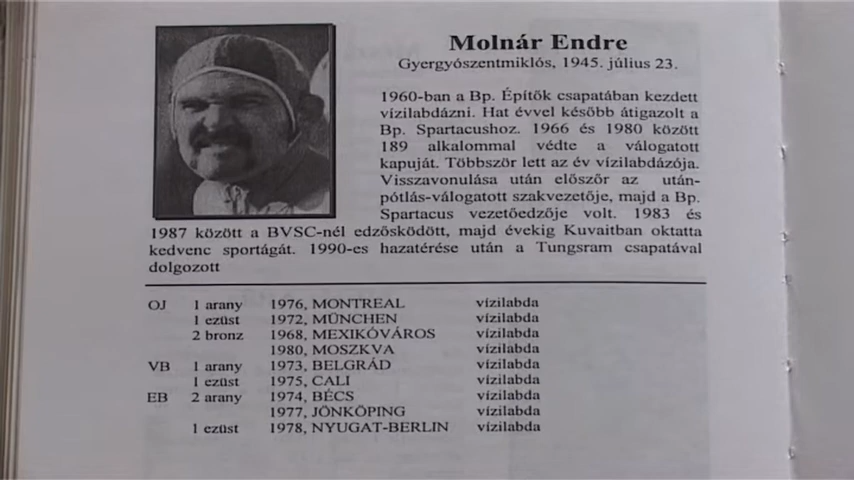 Molnár Endre
Gyergyószentmiklós, 1945. július 23.
1960-ban a Bp. Építők csapatában kezdett
vízilabdázni. Hat évvel később átigazolt a
Bp. Spartacushoz. 1966 és 1980 között
189 alkalommal védte a válogatott
kapuját. Többször lett az év vízilabdázója.
Visszavonulása után először az után-
pótlás-válogatott szakvezetője, majd a Bp.
Spartacus vezetőedzője volt. 1983 és
1987 között a BVSC-nél edzősködött, majd évekig Kuvaitban oktatta
kedvenc sportágát. 1990-es hazatérése után a Tungsram csapatával
dolgozott
OJ 1 arany 1976, MONTREAL vízilabda
1 ezüst 1972, MÜNCHEN vízilabda
2 bronz 1968, MEXIKÓVÁROS vízilabda
1980, MOSZKVA vízilabda
VB 1 arany 1973, BELGRÁD vízilabda
1 ezüst 1975, CALI vízilabda
EB 2 arany 1974, BÉCS vízilabda
1977, JÖNKÖPING vízilabda
1 ezüst 1978, NYUGAT-BERLIN vízilabda